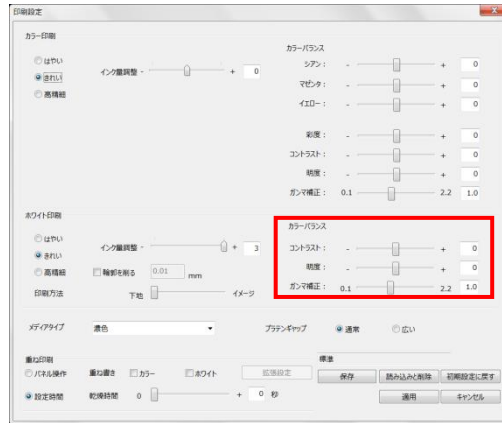 印刷設定
カラー印刷
はやい
きれい
高精細
インク量調整 - + 0
カラーバランス
シアン： - + 0
マゼンタ： - + 0
イエロー： - + 0
彩度： - + 0
コントラスト： - + 0
明度： - + 0
ガンマ補正： 0.1 2.2 1.0
ホワイト印刷
はやい
きれい
高精細
インク量調整 - + 3
輪郭を削る 0.01 mm
印刷方法 下地 イメージ
カラーバランス
コントラスト： - + 0
明度： - + 0
ガンマ補正： 0.1 2.2 1.0
メディアタイプ 濃色 プラテンギャップ 通常 広い
重ね印刷
パネル操作 重ね書き カラー ホワイト 拡張設定
設定時間 乾燥時間 0 + 0 秒
標準
保存 読み込みと削除 初期設定に戻す
適用 キャンセル